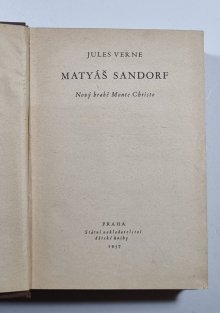 JULES VERNE
MATYÁŠ SANDORF
Nový hrabě Monte Christo
PRAHA
Státní nakladatelství
dětské knihy
1957